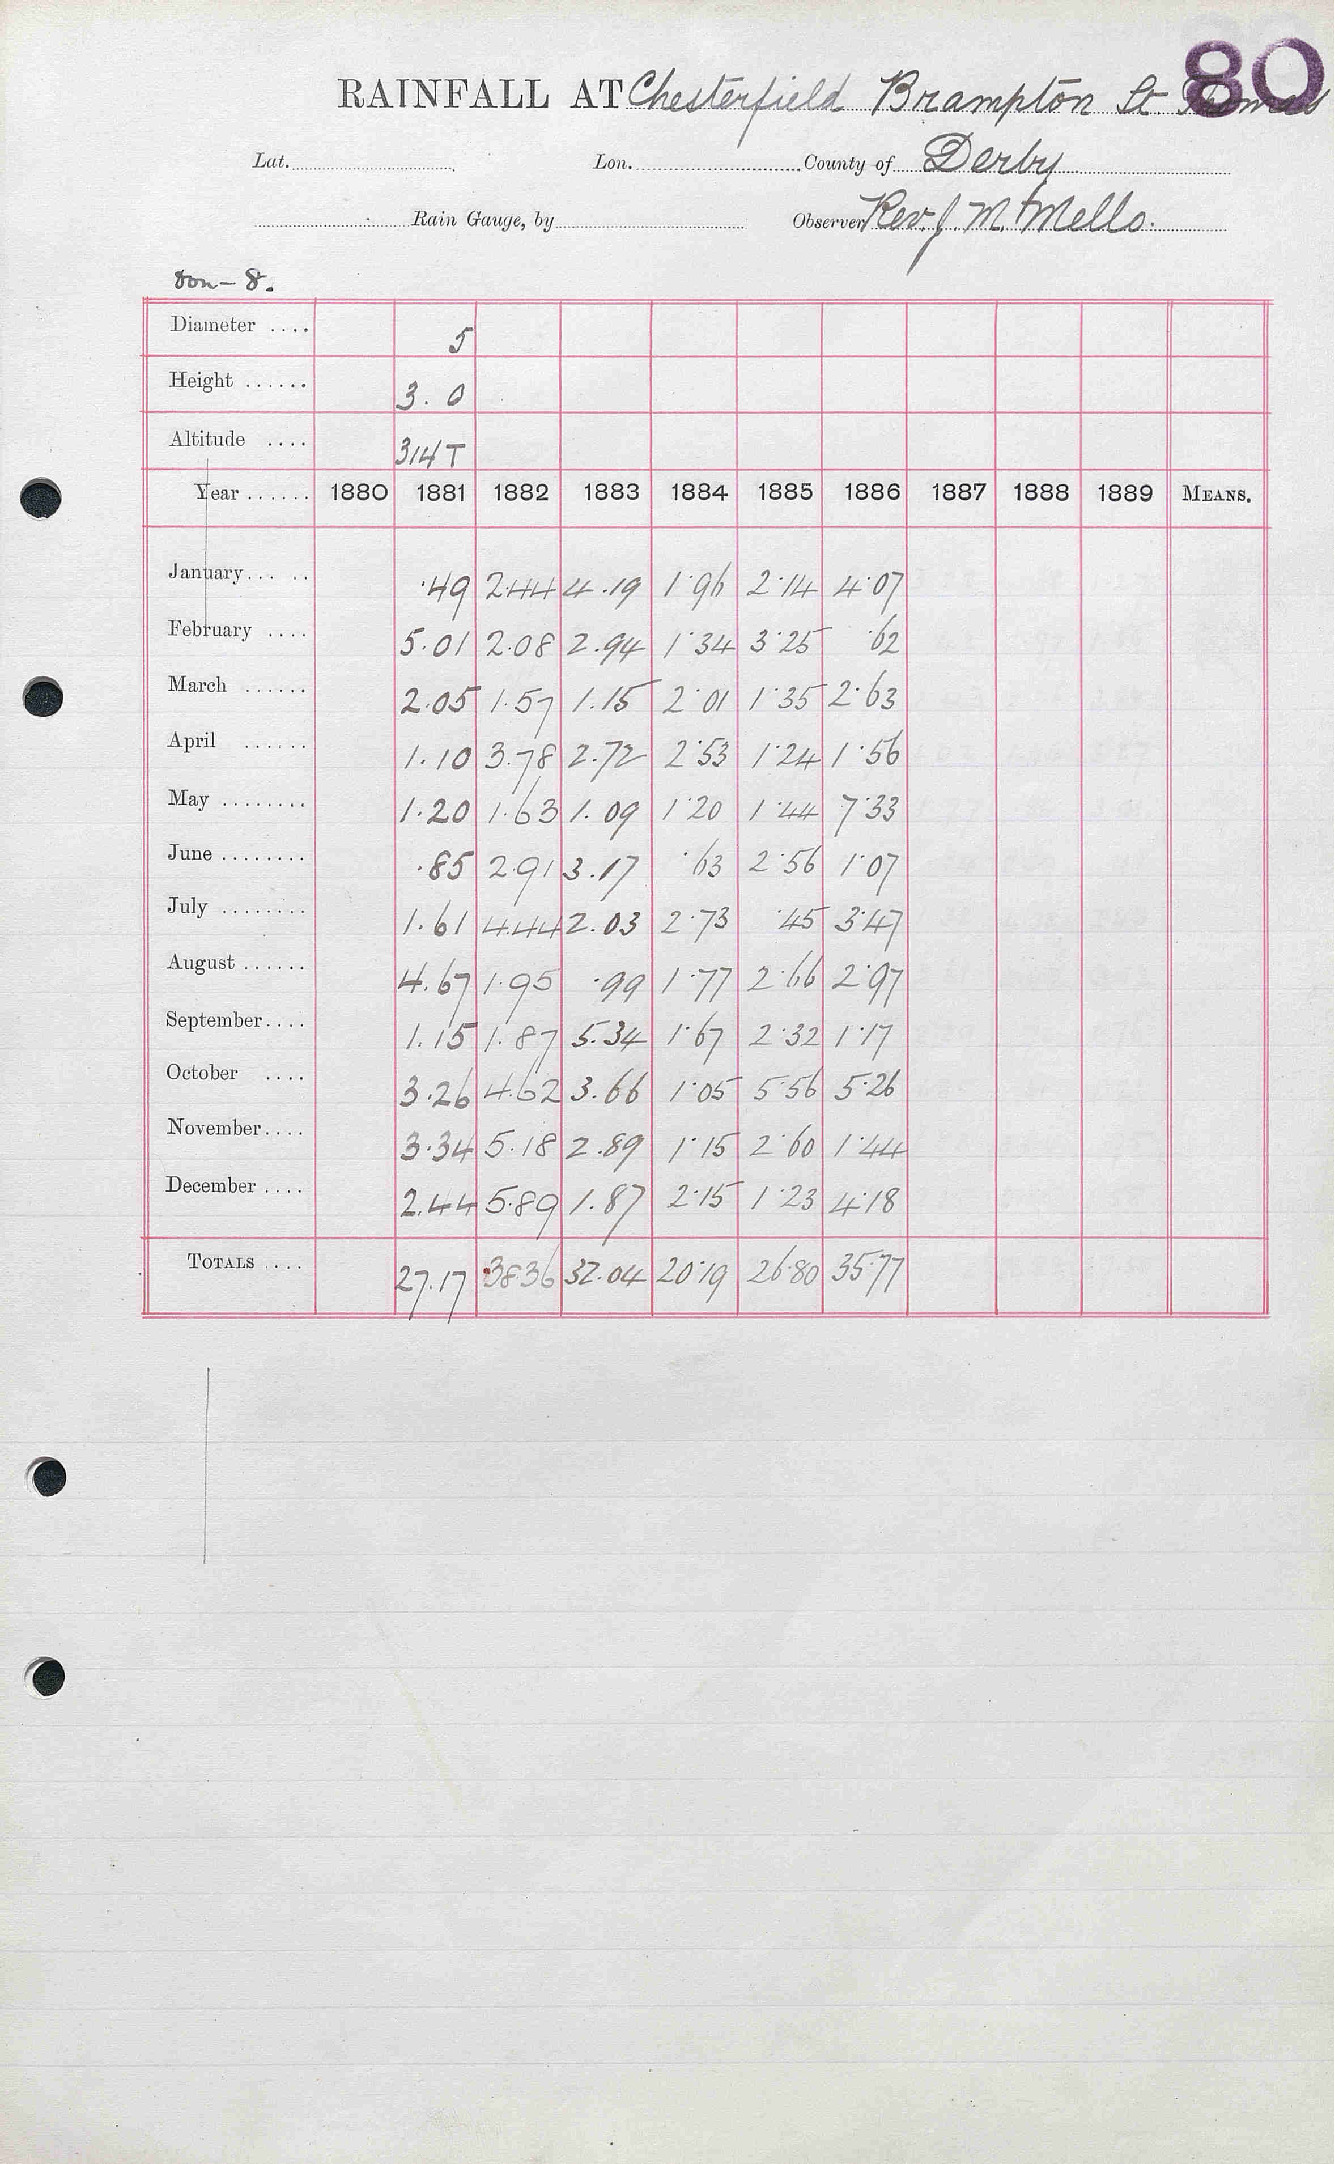 80
RAINFALL AT Chesterfield Brampton St. Thomas
Lat. Lon. County of Derby
Rain Gauge, by Observer Rev. J. M. Mello.
Don - 8.
Diameter .... 5
Height ...... 3. 0
Altitude .... 314 T
Year ...... 1880 1881 1882 1883 1884 1885 1886 1887 1888 1889 MEANS.
January... .. .49 2.44 4.19 1.96 2.14 4.07
February .... 5.01 2.08 2.94 1.34 3.25 .62
March ...... 2.05 1.57 1.15 2.01 1.35 2.63
April ...... 1.10 3.78 2.72 2.53 1.24 1.56
May ........ 1.20 1.63 1.09 1.20 1.44 7.33
June ........ .85 2.91 3.17 .63 2.56 1.07
July ........ 1.61 4.44 2.03 2.73 .45 3.47
August ...... 4.67 1.95 .99 1.77 2.66 2.97
September.... 1.15 1.87 5.34 1.67 2.32 1.17
October .... 3.26 4.62 3.66 1.05 5.56 5.26
November.... 3.34 5.18 2.89 1.15 2.60 1.44
December .... 2.44 5.89 1.87 2.15 1.23 4.18
TOTALS .... 27.17 38.36 32.04 20.19 26.80 35.77